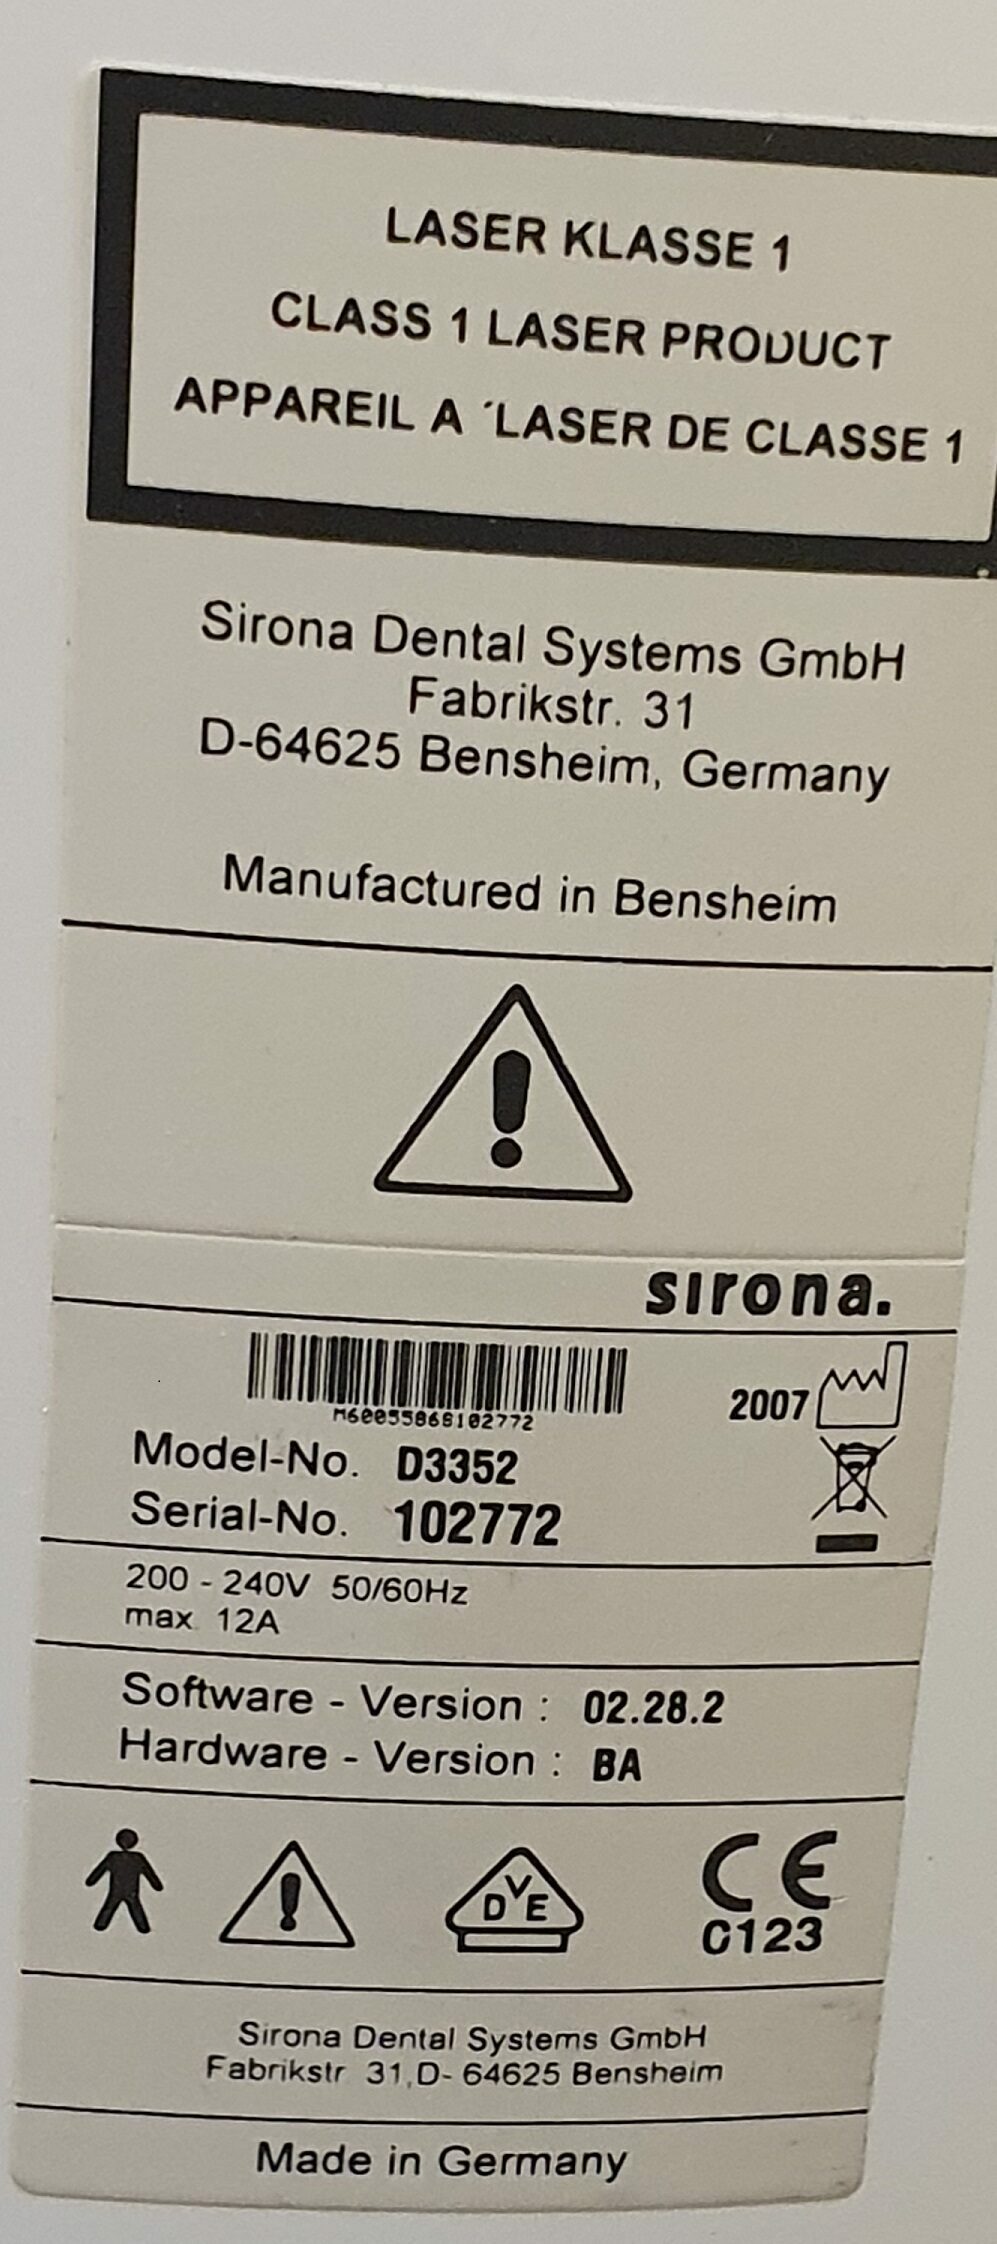 LASER KLASSE 1
CLASS 1 LASER PRODUCT
APPAREIL A ´LASER DE CLASSE 1
Sirona Dental Systems GmbH
Fabrikstr. 31
D-64625 Bensheim, Germany
Manufactured in Bensheim
sirona.
M60055868102772
2007
Model-No. D3352
Serial-No. 102772
200 - 240V 50/60Hz
max. 12A
Software - Version : 02.28.2
Hardware - Version : BA
DVE
CE
0123
Sirona Dental Systems GmbH
Fabrikstr 31,D- 64625 Bensheim
Made in Germany